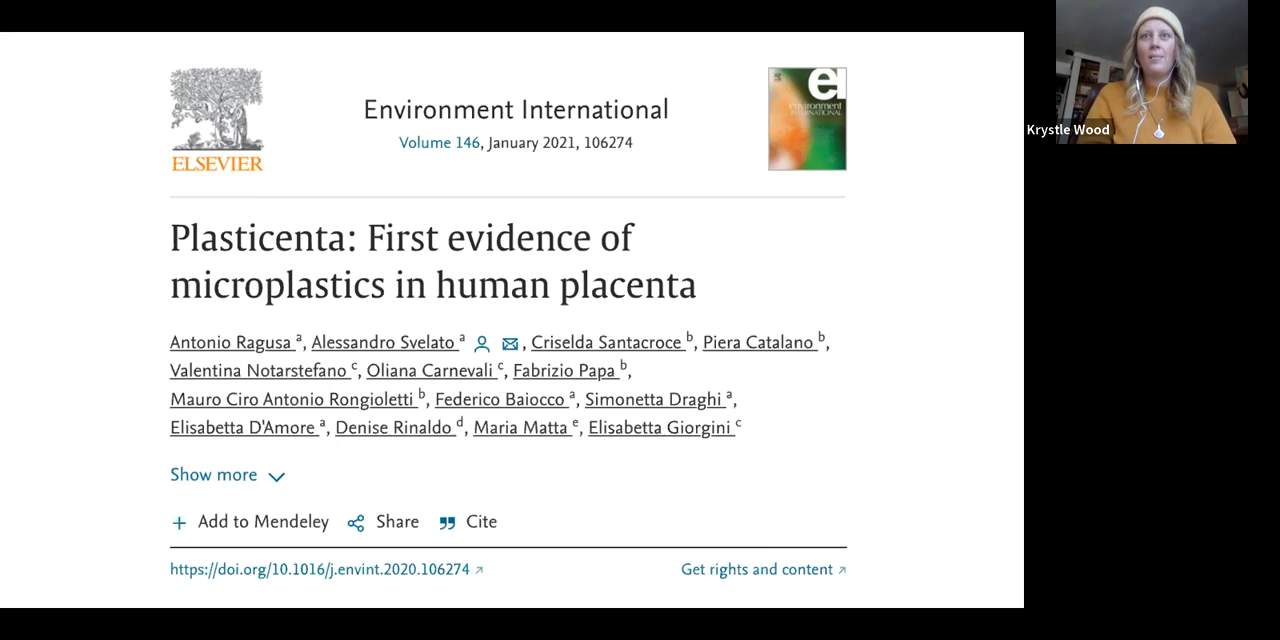 ELSEVIER
Environment International
Volume 146, January 2021, 106274
environment
INTERNATIONAL
Plasticenta: First evidence of
microplastics in human placenta
Antonio Ragusa a, Alessandro Svelato a, Criselda Santacroce b, Piera Catalano b,
Valentina Notarstefano c, Oliana Carnevali c, Fabrizio Papa b,
Mauro Ciro Antonio Rongioletti b, Federico Baiocco a, Simonetta Draghi a,
Elisabetta D'Amore a, Denise Rinaldo d, Maria Matta e, Elisabetta Giorgini c
Show more
Add to Mendeley Share Cite
https://doi.org/10.1016/j.envint.2020.106274
Get rights and content
Krystle Wood